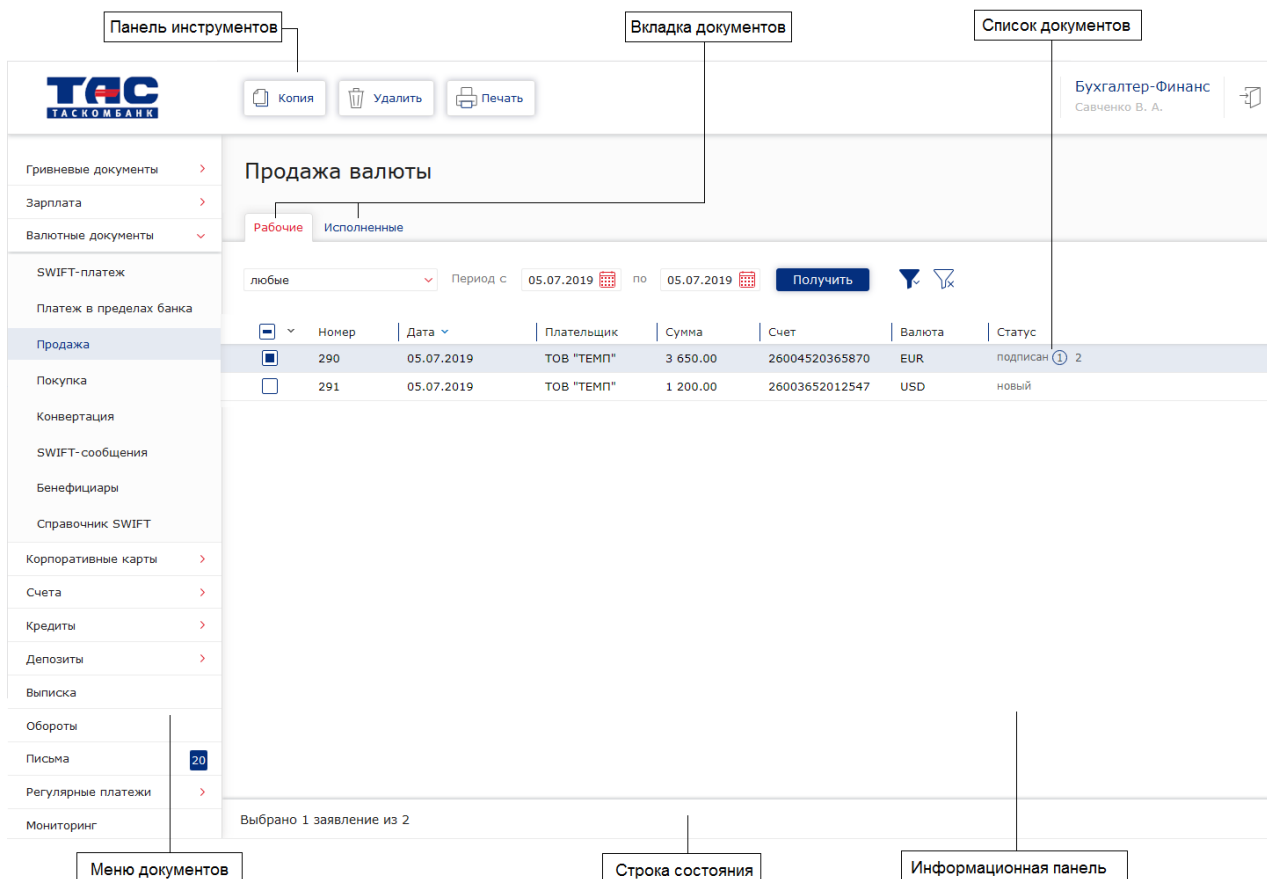 Панель инструментов
Вкладка документов
Список документов
ТАС
ТАСКОМБАНК
Копия
Удалить
Печать
Бухгалтер-Финанс
Савченко В. А.
Гривневые документы
Зарплата
Валютные документы
SWIFT-платеж
Платеж в пределах банка
Продажа
Покупка
Конвертация
SWIFT-сообщения
Бенефициары
Справочник SWIFT
Корпоративные карты
Счета
Кредиты
Депозиты
Выписка
Обороты
Письма 20
Регулярные платежи
Мониторинг
Продажа валюты
Рабочие Исполненные
любые Период с 05.07.2019 по 05.07.2019 Получить
Номер Дата Плательщик Сумма Счет Валюта Статус
290 05.07.2019 ТОВ "ТЕМП" 3 650.00 26004520365870 EUR подписан 1 2
291 05.07.2019 ТОВ "ТЕМП" 1 200.00 26003652012547 USD новый
Выбрано 1 заявление из 2
Меню документов
Строка состояния
Информационная панель